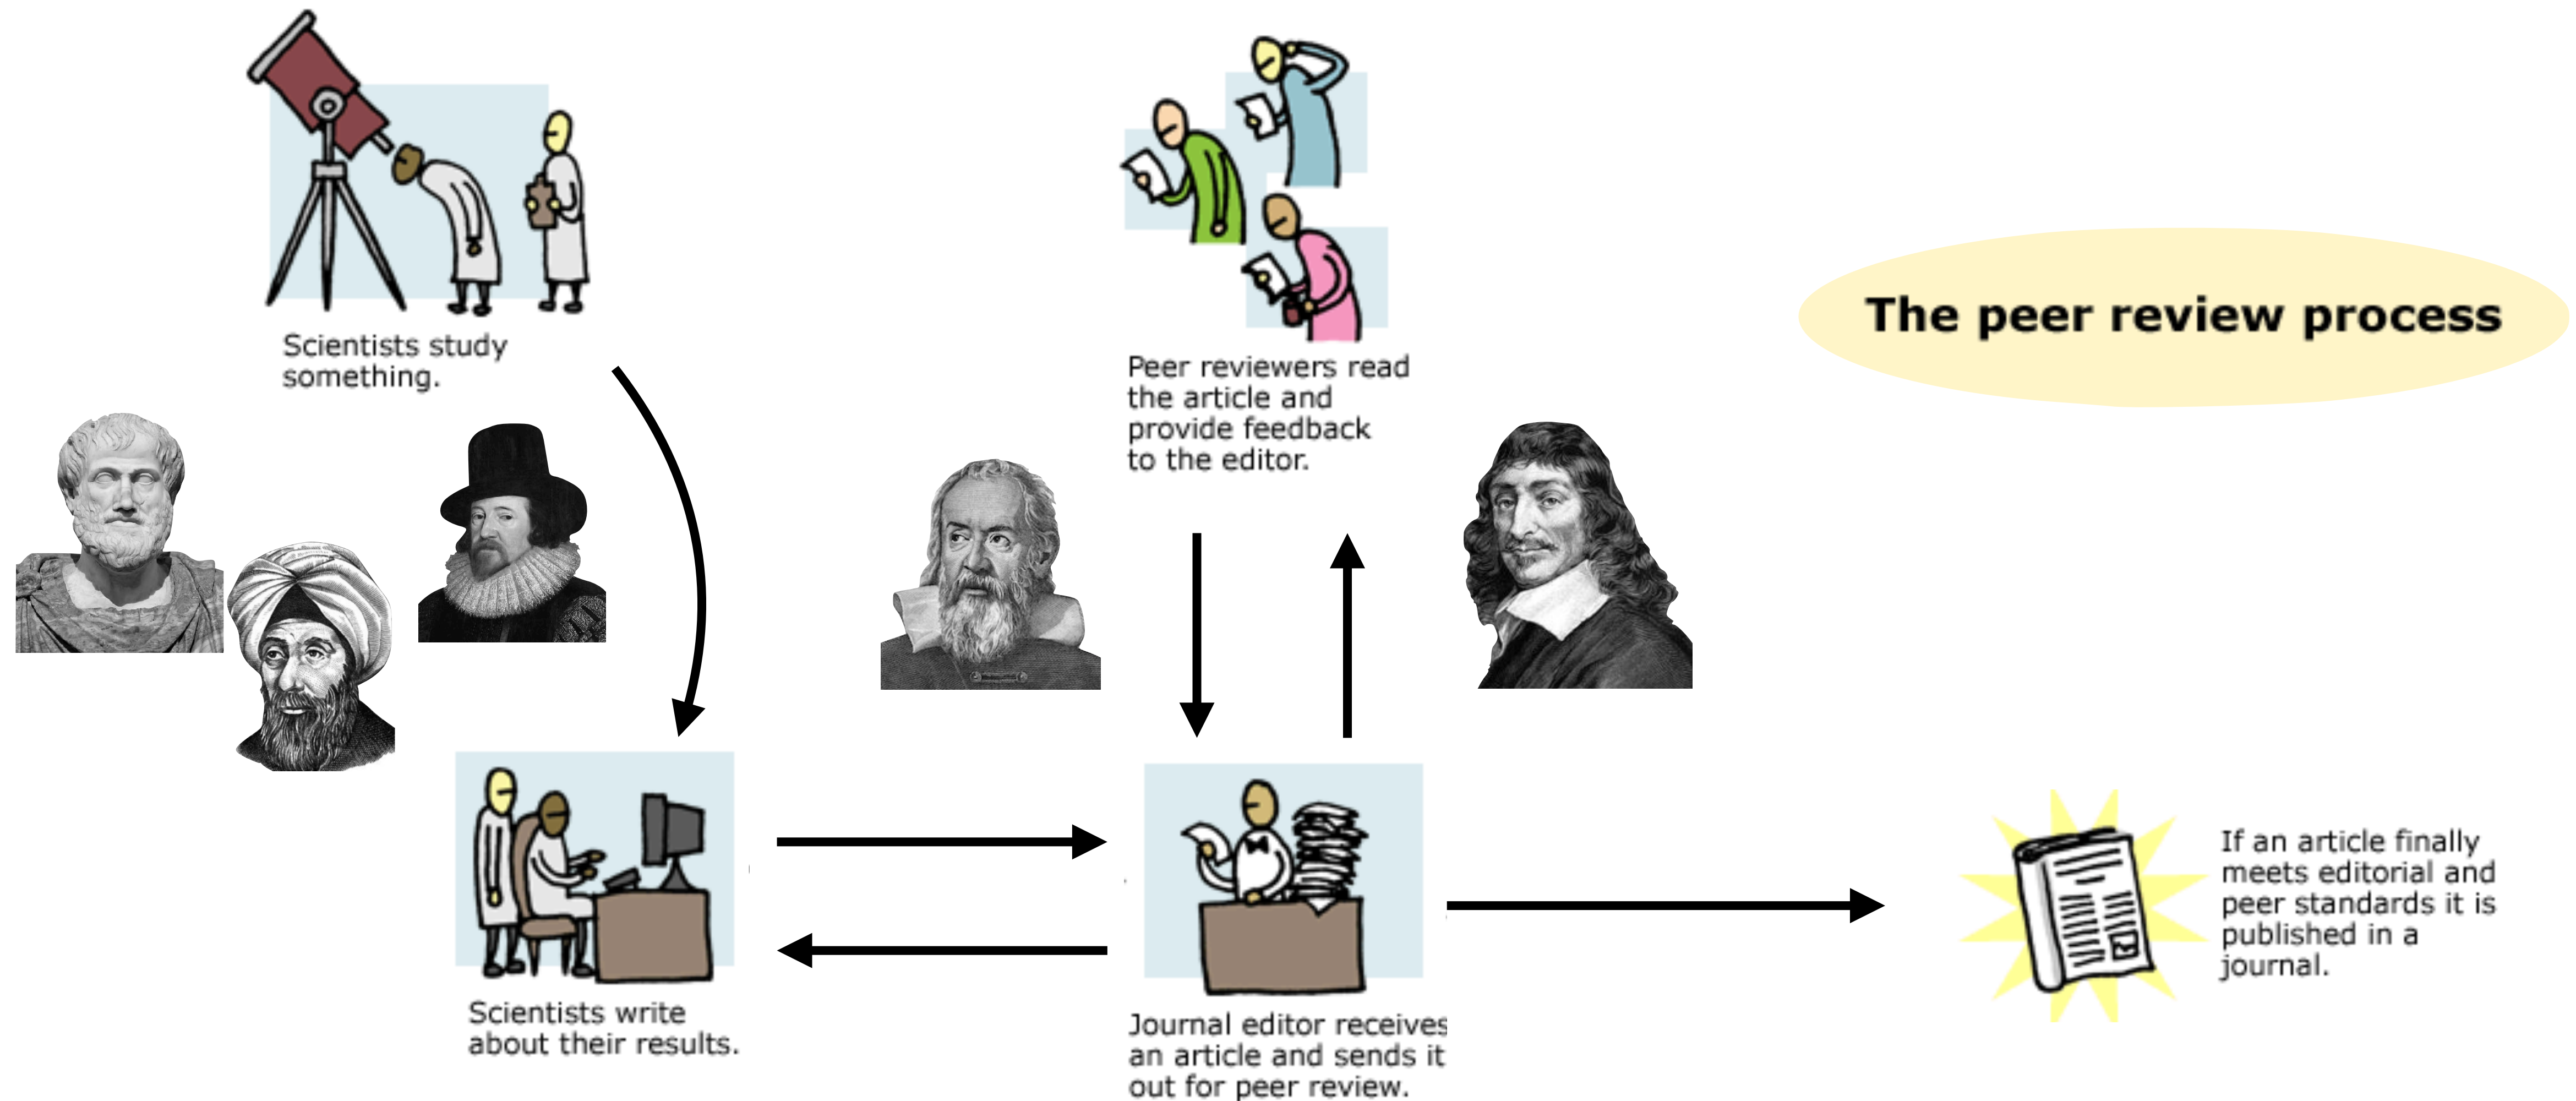 Scientists study
something.
Peer reviewers read
the article and
provide feedback
to the editor.
The peer review process
Scientists write
about their results.
Journal editor receives
an article and sends it
out for peer review.
If an article finally
meets editorial and
peer standards it is
published in a
journal.